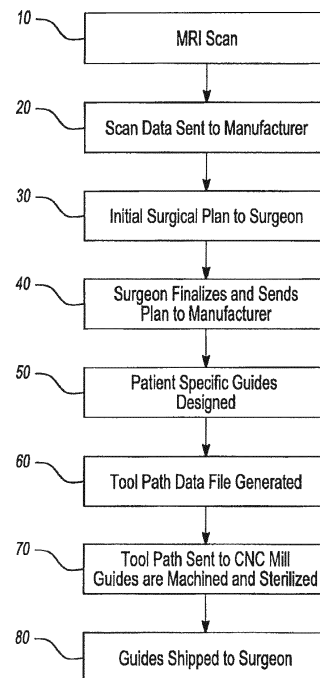 10
MRI Scan
20
Scan Data Sent to Manufacturer
30
Initial Surgical Plan to Surgeon
40
Surgeon Finalizes and Sends
Plan to Manufacturer
50
Patient Specific Guides
Designed
60
Tool Path Data File Generated
70
Tool Path Sent to CNC Mill
Guides are Machined and Sterilized
80
Guides Shipped to Surgeon